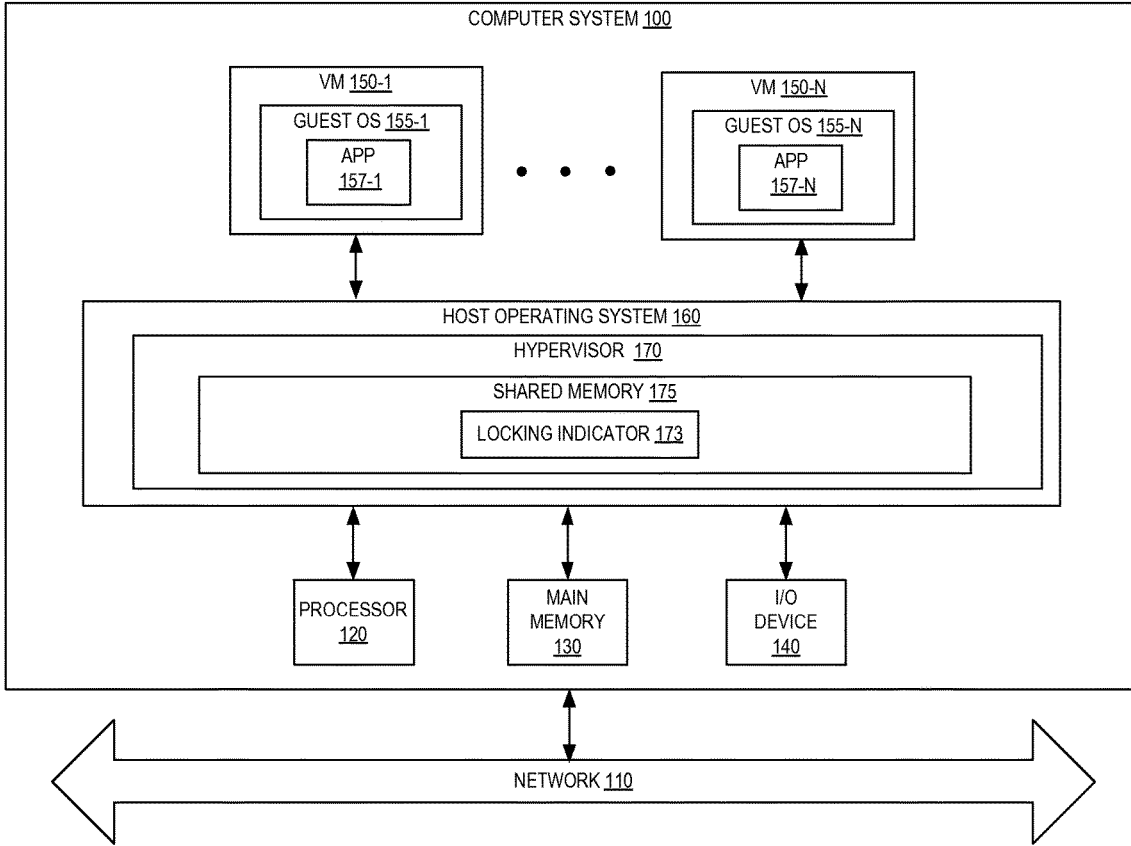 COMPUTER SYSTEM 100
VM 150-1
GUEST OS 155-1
APP
157-1
VM 150-N
GUEST OS 155-N
APP
157-N
HOST OPERATING SYSTEM 160
HYPERVISOR 170
SHARED MEMORY 175
LOCKING INDICATOR 173
PROCESSOR
120
MAIN
MEMORY
130
I/O
DEVICE
140
NETWORK 110